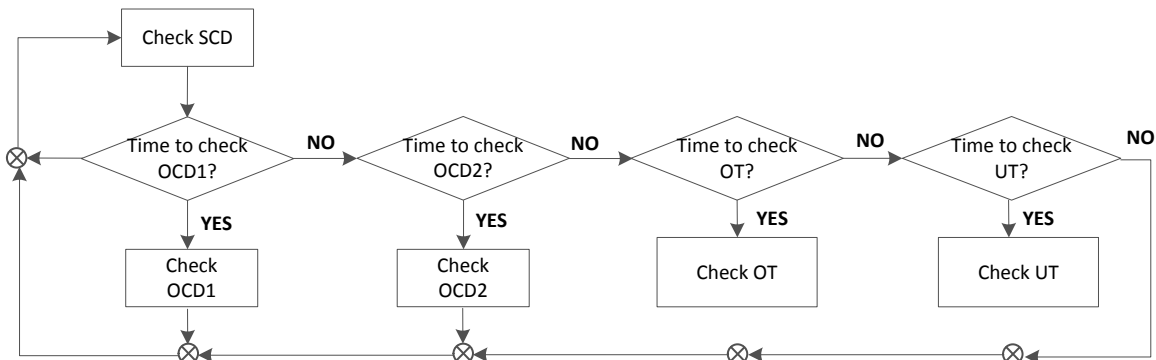 Check SCD
Time to check
OCD1?
NO
Time to check
OCD2?
NO
Time to check
OT?
NO
Time to check
UT?
NO
YES
YES
YES
YES
Check
OCD1
Check
OCD2
Check OT
Check UT